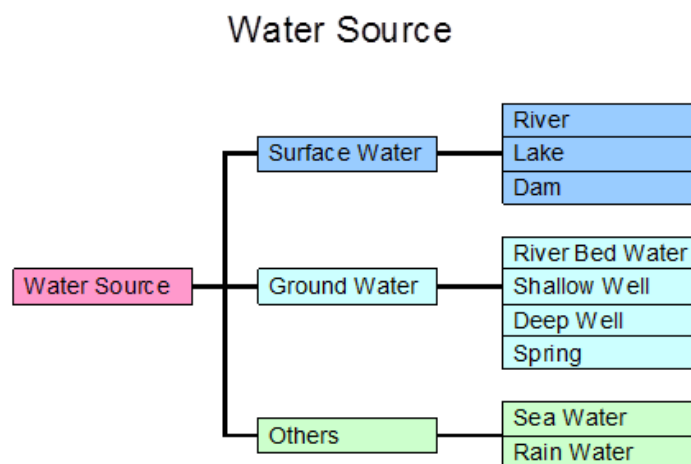 Water Source
River
Surface Water
Lake
Dam
River Bed Water
Water Source
Ground Water
Shallow Well
Deep Well
Spring
Sea Water
Others
Rain Water